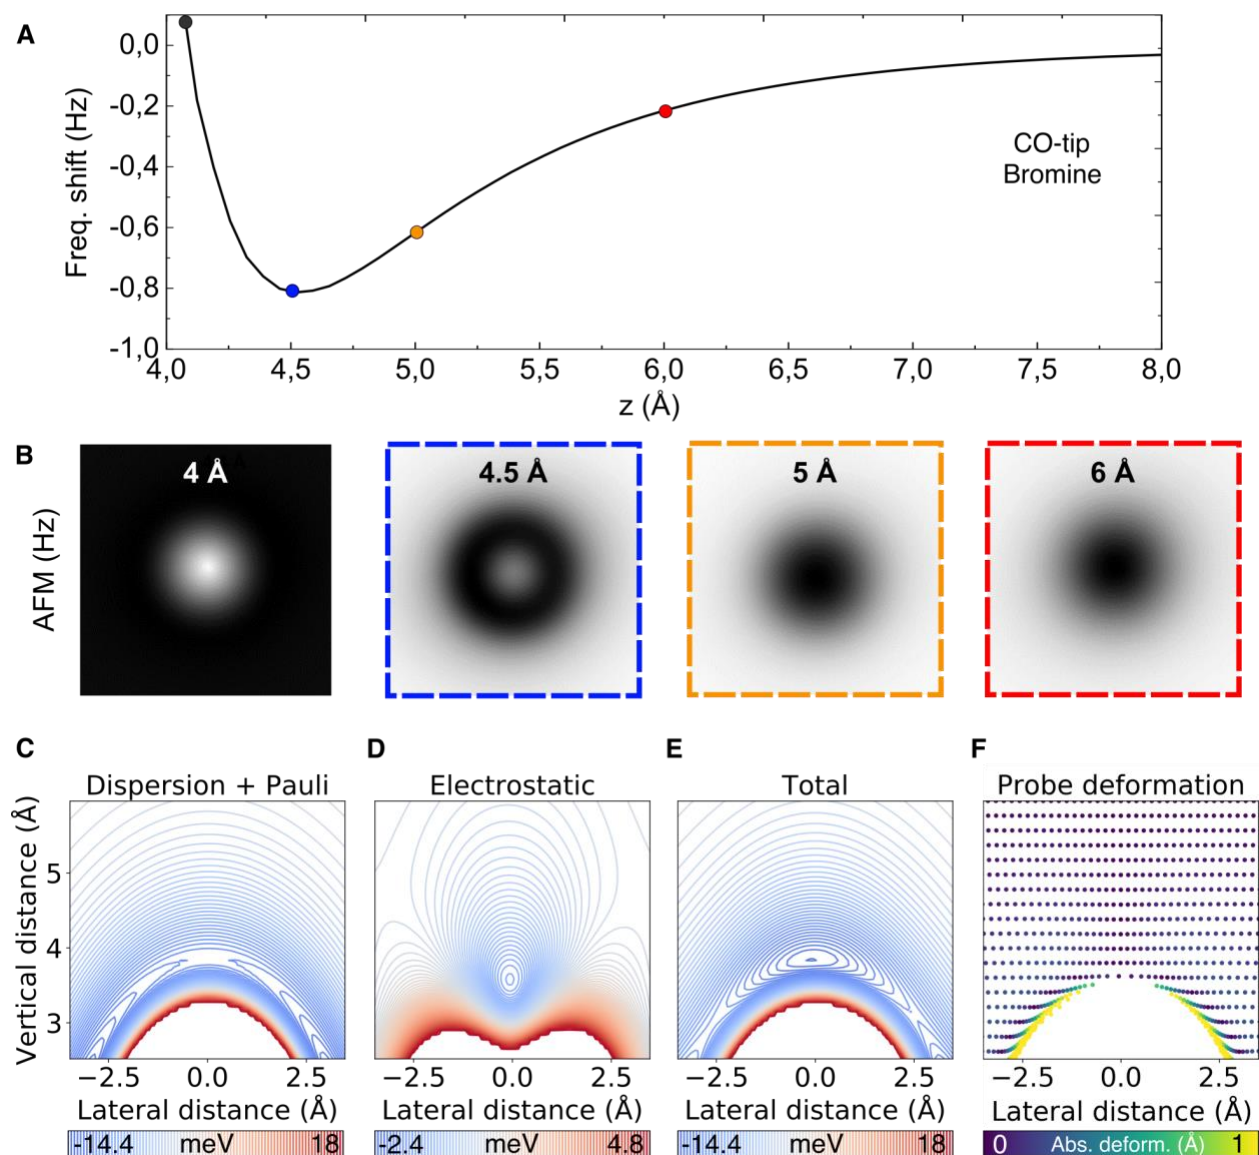 A
Freq. shift (Hz)
0,0
-0,2
-0,4
-0,6
-0,8
-1,0
CO-tip
Bromine
4,0 4,5 5,0 5,5 6,0 6,5 7,0 7,5 8,0
z (Å)
B
AFM (Hz)
4 Å
4.5 Å
5 Å
6 Å
C D E F
Dispersion + Pauli
Electrostatic
Total
Probe deformation
Vertical distance (Å)
5
4
3
−2.5 0.0 2.5 −2.5 0.0 2.5 −2.5 0.0 2.5 −2.5 0.0 2.5
Lateral distance (Å) Lateral distance (Å) Lateral distance (Å) Lateral distance (Å)
-14.4 meV 18
-2.4 meV 4.8
-14.4 meV 18
0 Abs. deform. (Å) 1